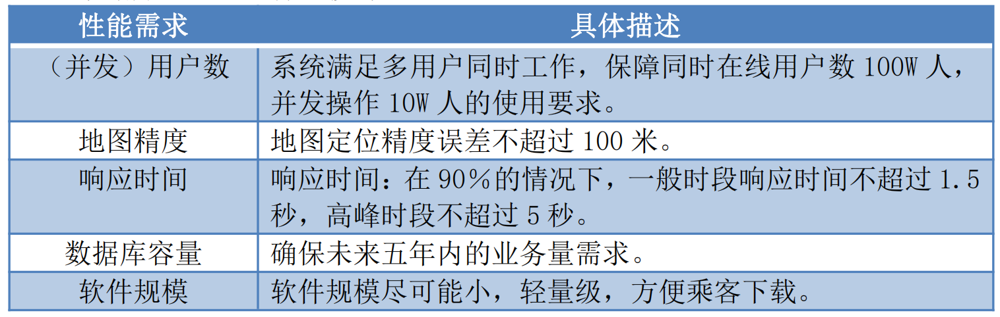 性能需求 具体描述
（并发）用户数 系统满足多用户同时工作，保障同时在线用户数 100W 人，
并发操作 10W 人的使用要求。
地图精度 地图定位精度误差不超过 100 米。
响应时间 响应时间：在 90%的情况下，一般时段响应时间不超过 1.5
秒，高峰时段不超过 5 秒。
数据库容量 确保未来五年内的业务量需求。
软件规模 软件规模尽可能小，轻量级，方便乘客下载。